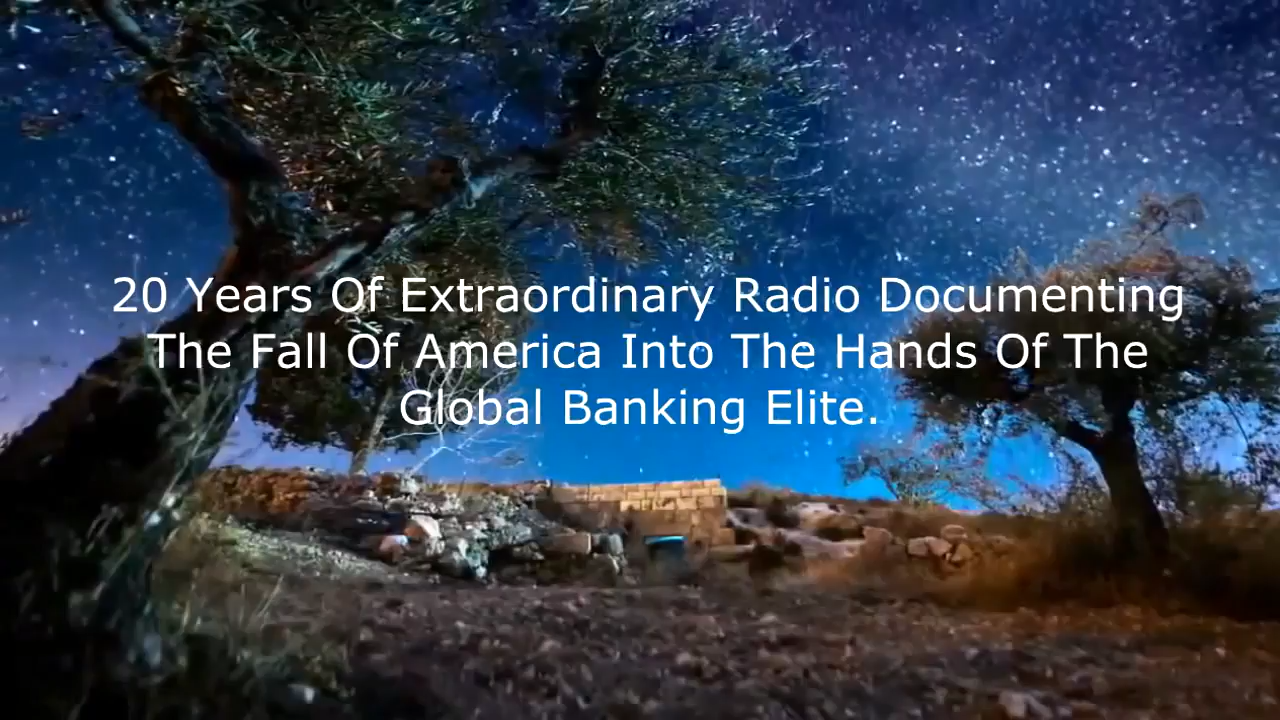 20 Years Of Extraordinary Radio Documenting
The Fall Of America Into The Hands Of The
Global Banking Elite.